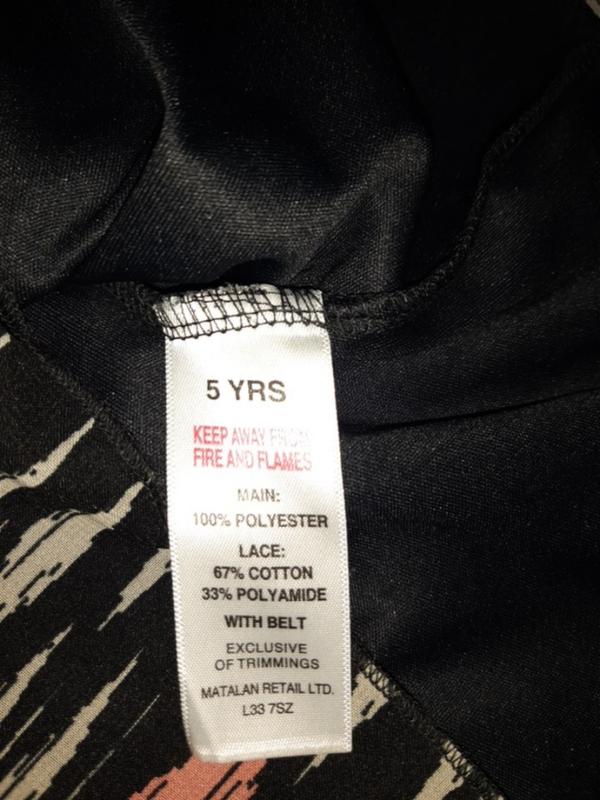 5 YRS
KEEP AWAY FROM
FIRE AND FLAMES
MAIN:
100% POLYESTER
LACE:
67% COTTON
33% POLYAMIDE
WITH BELT
EXCLUSIVE
OF TRIMMINGS
MATALAN RETAIL LTD.
L33 7SZ